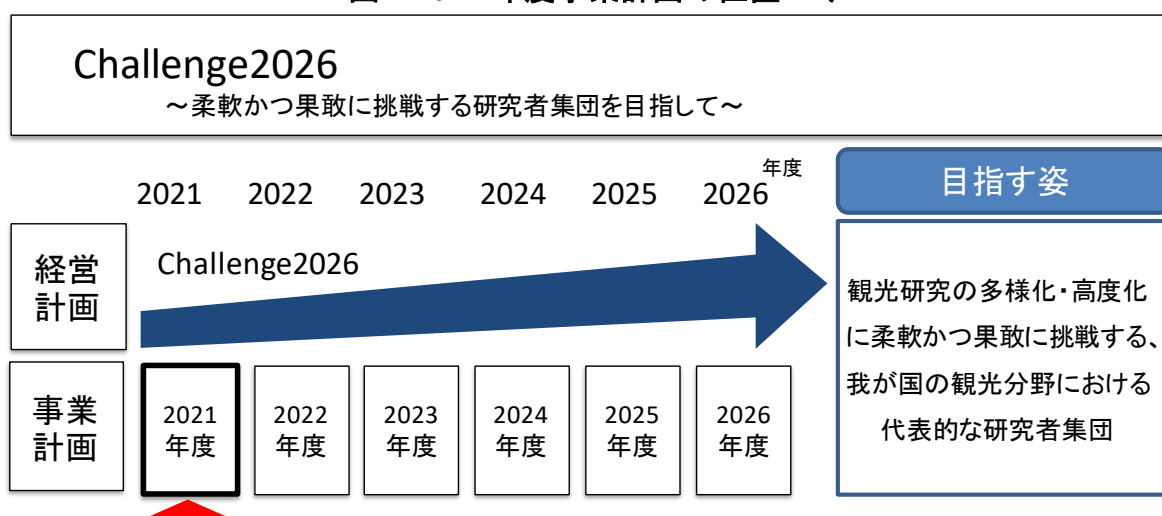 Challenge2026
～柔軟かつ果敢に挑戦する研究者集団を目指して～
年度
2021 2022 2023 2024 2025 2026
目指す姿
経営
計画
Challenge2026
観光研究の多様化・高度化
に柔軟かつ果敢に挑戦する、
我が国の観光分野における
代表的な研究者集団
事業
計画
2021
年度
2022
年度
2023
年度
2024
年度
2025
年度
2026
年度